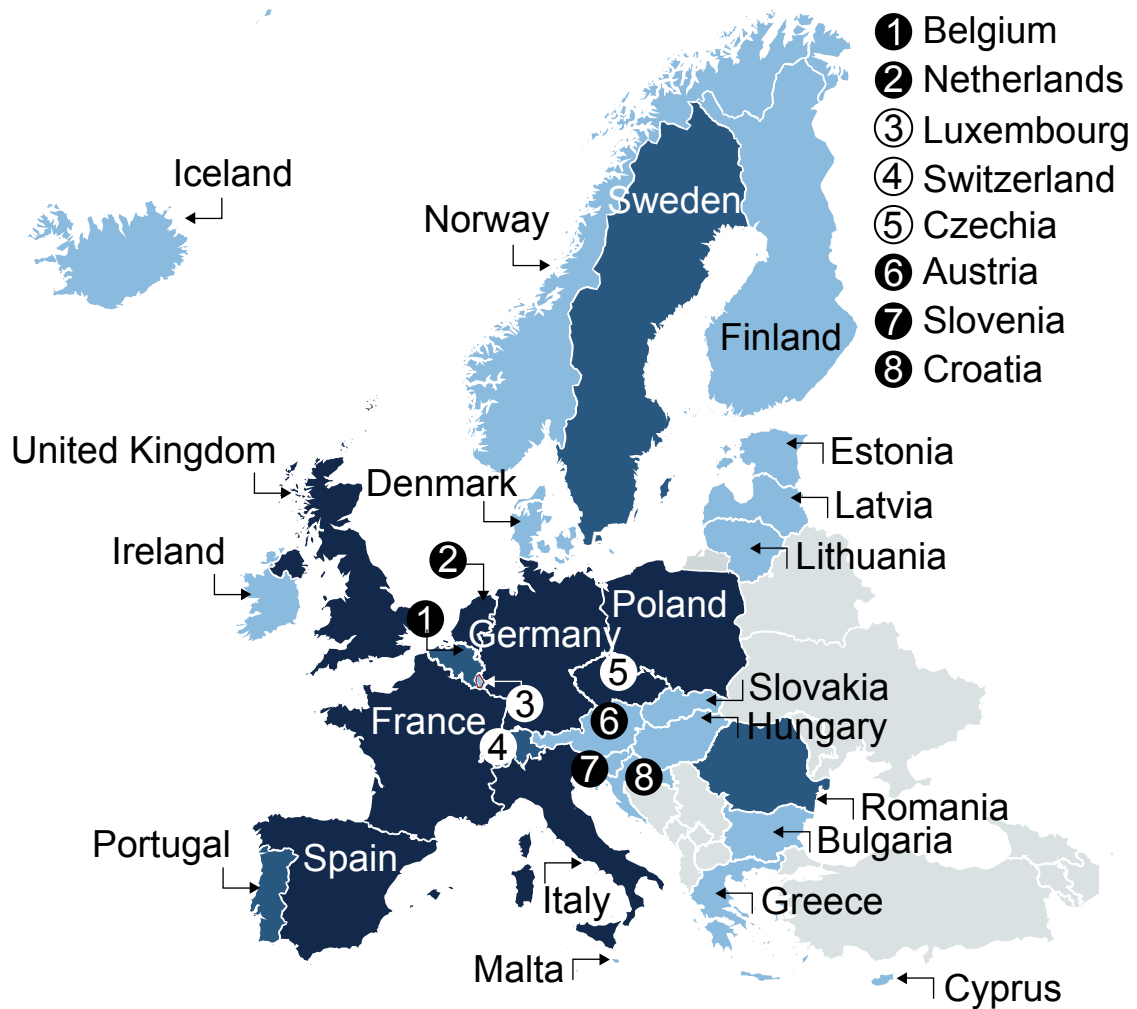 1 Belgium
2 Netherlands
3 Luxembourg
4 Switzerland
5 Czechia
6 Austria
7 Slovenia
8 Croatia
Iceland
Sweden
Norway
Finland
United Kingdom
Estonia
Denmark
Latvia
Ireland
Lithuania
2
Poland
1
Germany
5
Slovakia
3
France
6
Hungary
4
7
8
Romania
Portugal
Spain
Bulgaria
Italy
Greece
Malta
Cyprus